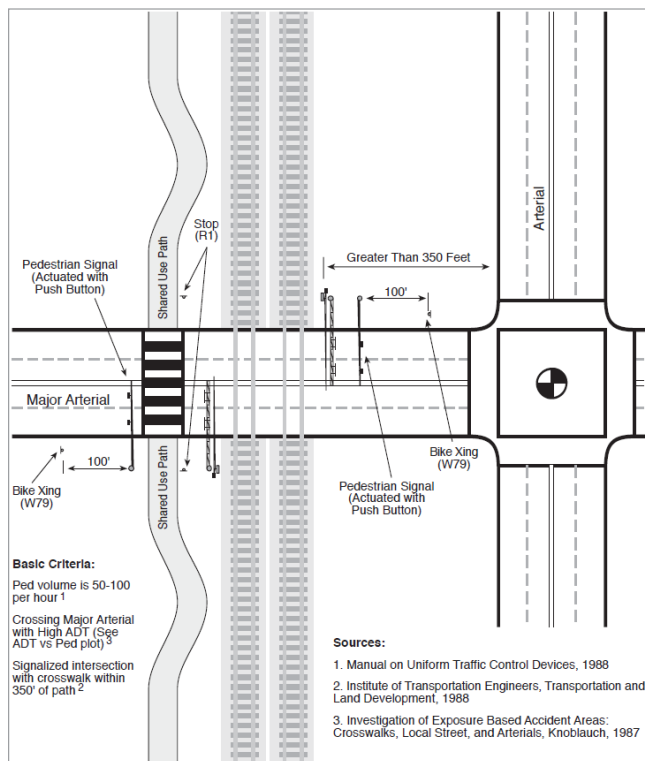 Arterial
Stop
(R1)
Greater Than 350 Feet
Pedestrian Signal
(Actuated with
Push Button)
Shared Use Path
100'
Major Arterial
Bike Xing
(W79)
100'
Bike Xing
(W79)
Shared Use Path
Pedestrian Signal
(Actuated with
Push Button)
Basic Criteria:
Ped volume is 50-100
per hour 1
Crossing Major Arterial
with High ADT (See
ADT vs Ped plot) 3
Signalized intersection
with crosswalk within
350' of path 2
Sources:
1. Manual on Uniform Traffic Control Devices, 1988
2. Institute of Transportation Engineers, Transportation and
Land Development, 1988
3. Investigation of Exposure Based Accident Areas:
Crosswalks, Local Street, and Arterials, Knoblauch, 1987